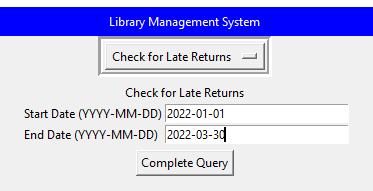 Library Management System
Check for Late Returns
Check for Late Returns
Start Date (YYYY-MM-DD) 2022-01-01
End Date (YYYY-MM-DD) 2022-03-30
Complete Query